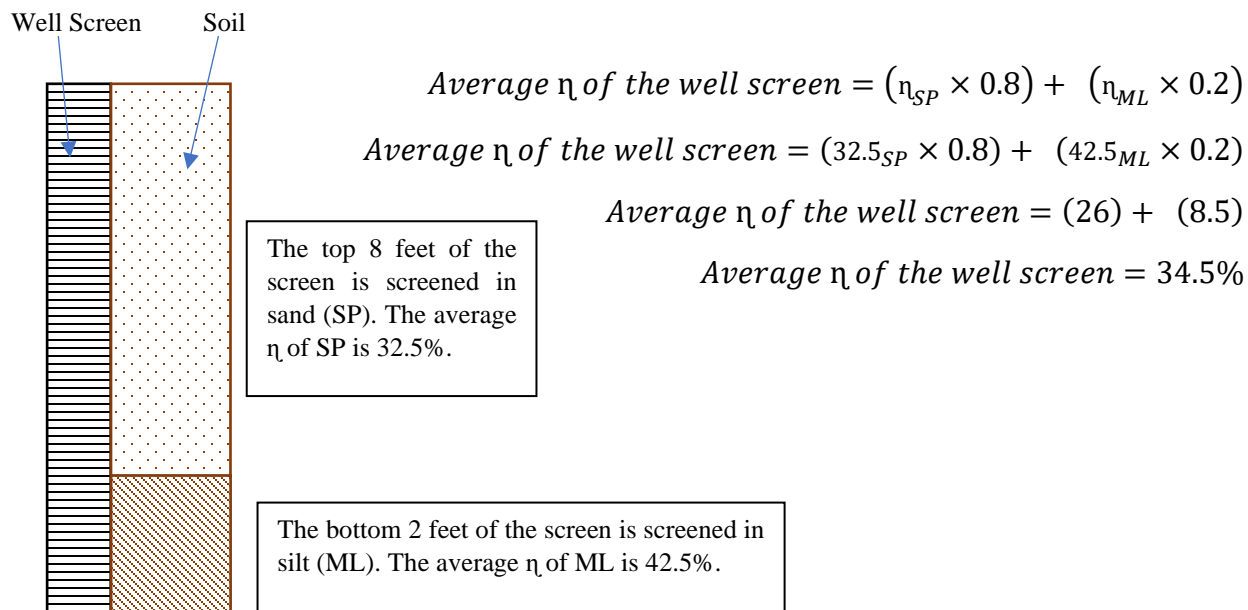 Well Screen
Soil
𝐴𝑣𝑒𝑟𝑎𝑔𝑒 ƞ 𝑜𝑓 𝑡ℎ𝑒 𝑤𝑒𝑙𝑙 𝑠𝑐𝑟𝑒𝑒𝑛 = (ƞ_SP × 0.8) + (ƞ_ML × 0.2)
𝐴𝑣𝑒𝑟𝑎𝑔𝑒 ƞ 𝑜𝑓 𝑡ℎ𝑒 𝑤𝑒𝑙𝑙 𝑠𝑐𝑟𝑒𝑒𝑛 = (32.5_SP × 0.8) + (42.5_ML × 0.2)
𝐴𝑣𝑒𝑟𝑎𝑔𝑒 ƞ 𝑜𝑓 𝑡ℎ𝑒 𝑤𝑒𝑙𝑙 𝑠𝑐𝑟𝑒𝑒𝑛 = (26) + (8.5)
𝐴𝑣𝑒𝑟𝑎𝑔𝑒 ƞ 𝑜𝑓 𝑡ℎ𝑒 𝑤𝑒𝑙𝑙 𝑠𝑐𝑟𝑒𝑒𝑛 = 34.5%
The top 8 feet of the
screen is screened in
sand (SP). The average
ƞ of SP is 32.5%.
The bottom 2 feet of the screen is screened in
silt (ML). The average ƞ of ML is 42.5%.